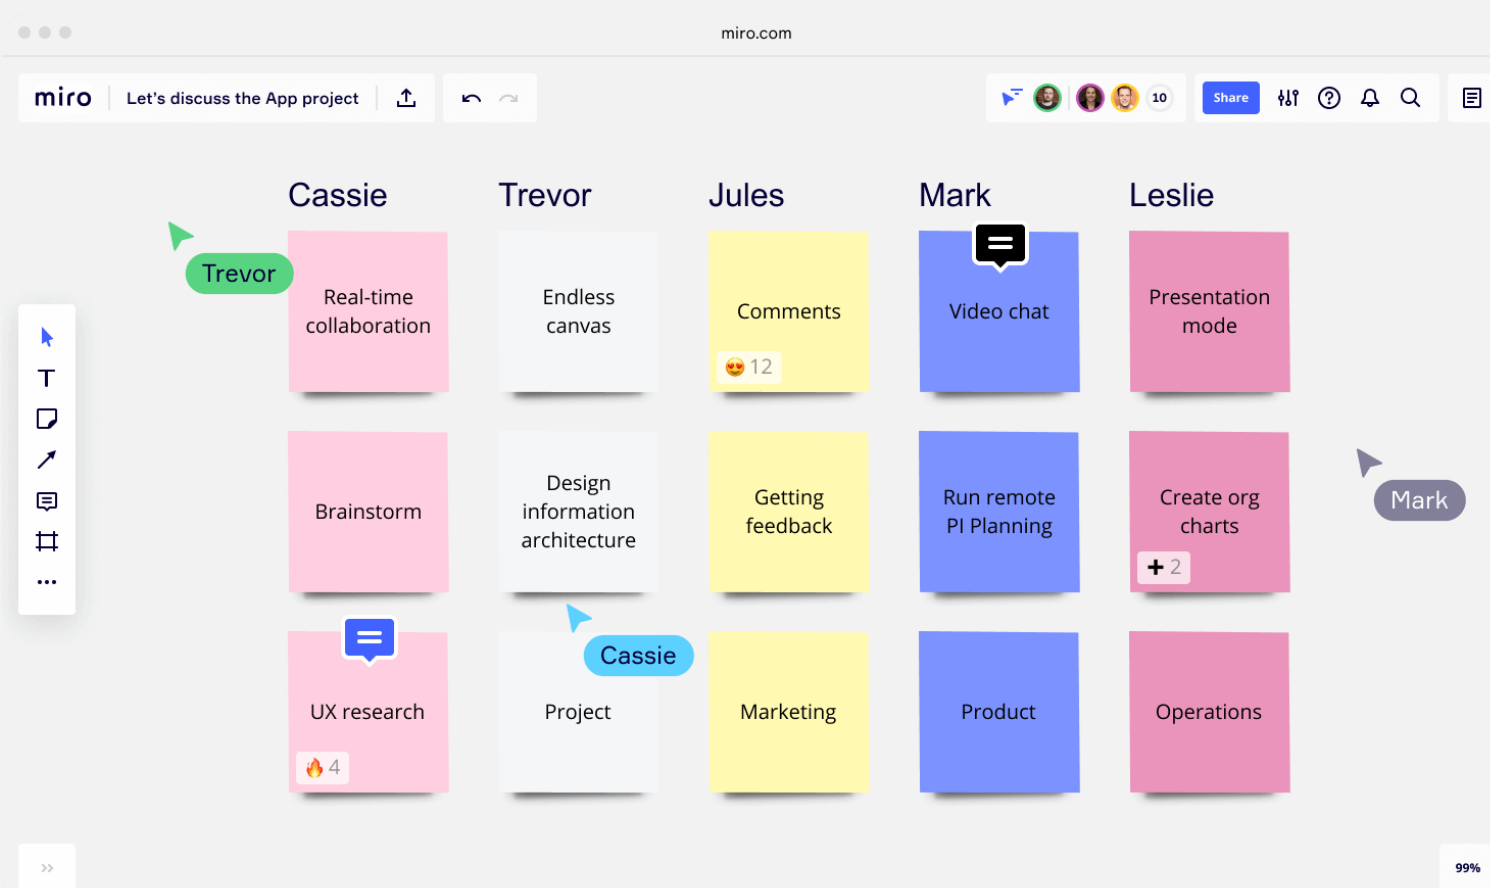 miro.com
miro
Let's discuss the App project
10
Share
Cassie
Trevor
Jules
Mark
Leslie
Trevor
Real-time
collaboration
Endless
canvas
Comments
12
Video chat
Presentation
mode
Brainstorm
Design
information
architecture
Getting
feedback
Run remote
PI Planning
Create org
charts
2
Mark
Cassie
UX research
4
Project
Marketing
Product
Operations
99%